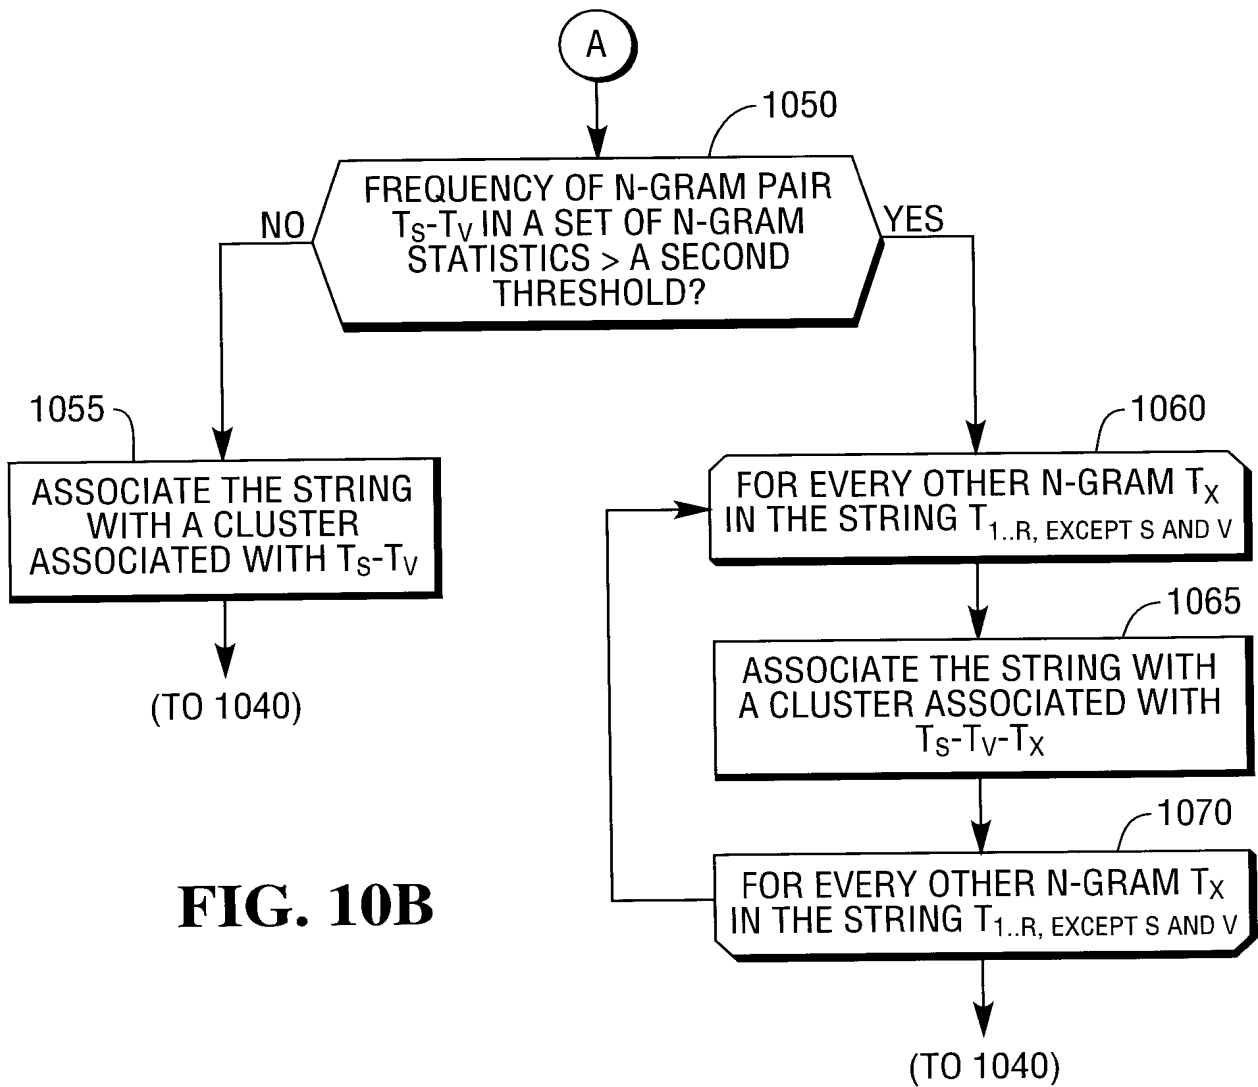 A
1050
FREQUENCY OF N-GRAM PAIR
TS-TV IN A SET OF N-GRAM
STATISTICS > A SECOND
THRESHOLD?
NO
YES
1055
ASSOCIATE THE STRING
WITH A CLUSTER
ASSOCIATED WITH TS-TV
(TO 1040)
1060
FOR EVERY OTHER N-GRAM TX
IN THE STRING T1..R, EXCEPT S AND V
1065
ASSOCIATE THE STRING WITH
A CLUSTER ASSOCIATED WITH
TS-TV-TX
1070
FOR EVERY OTHER N-GRAM TX
IN THE STRING T1..R, EXCEPT S AND V
(TO 1040)
FIG. 10B